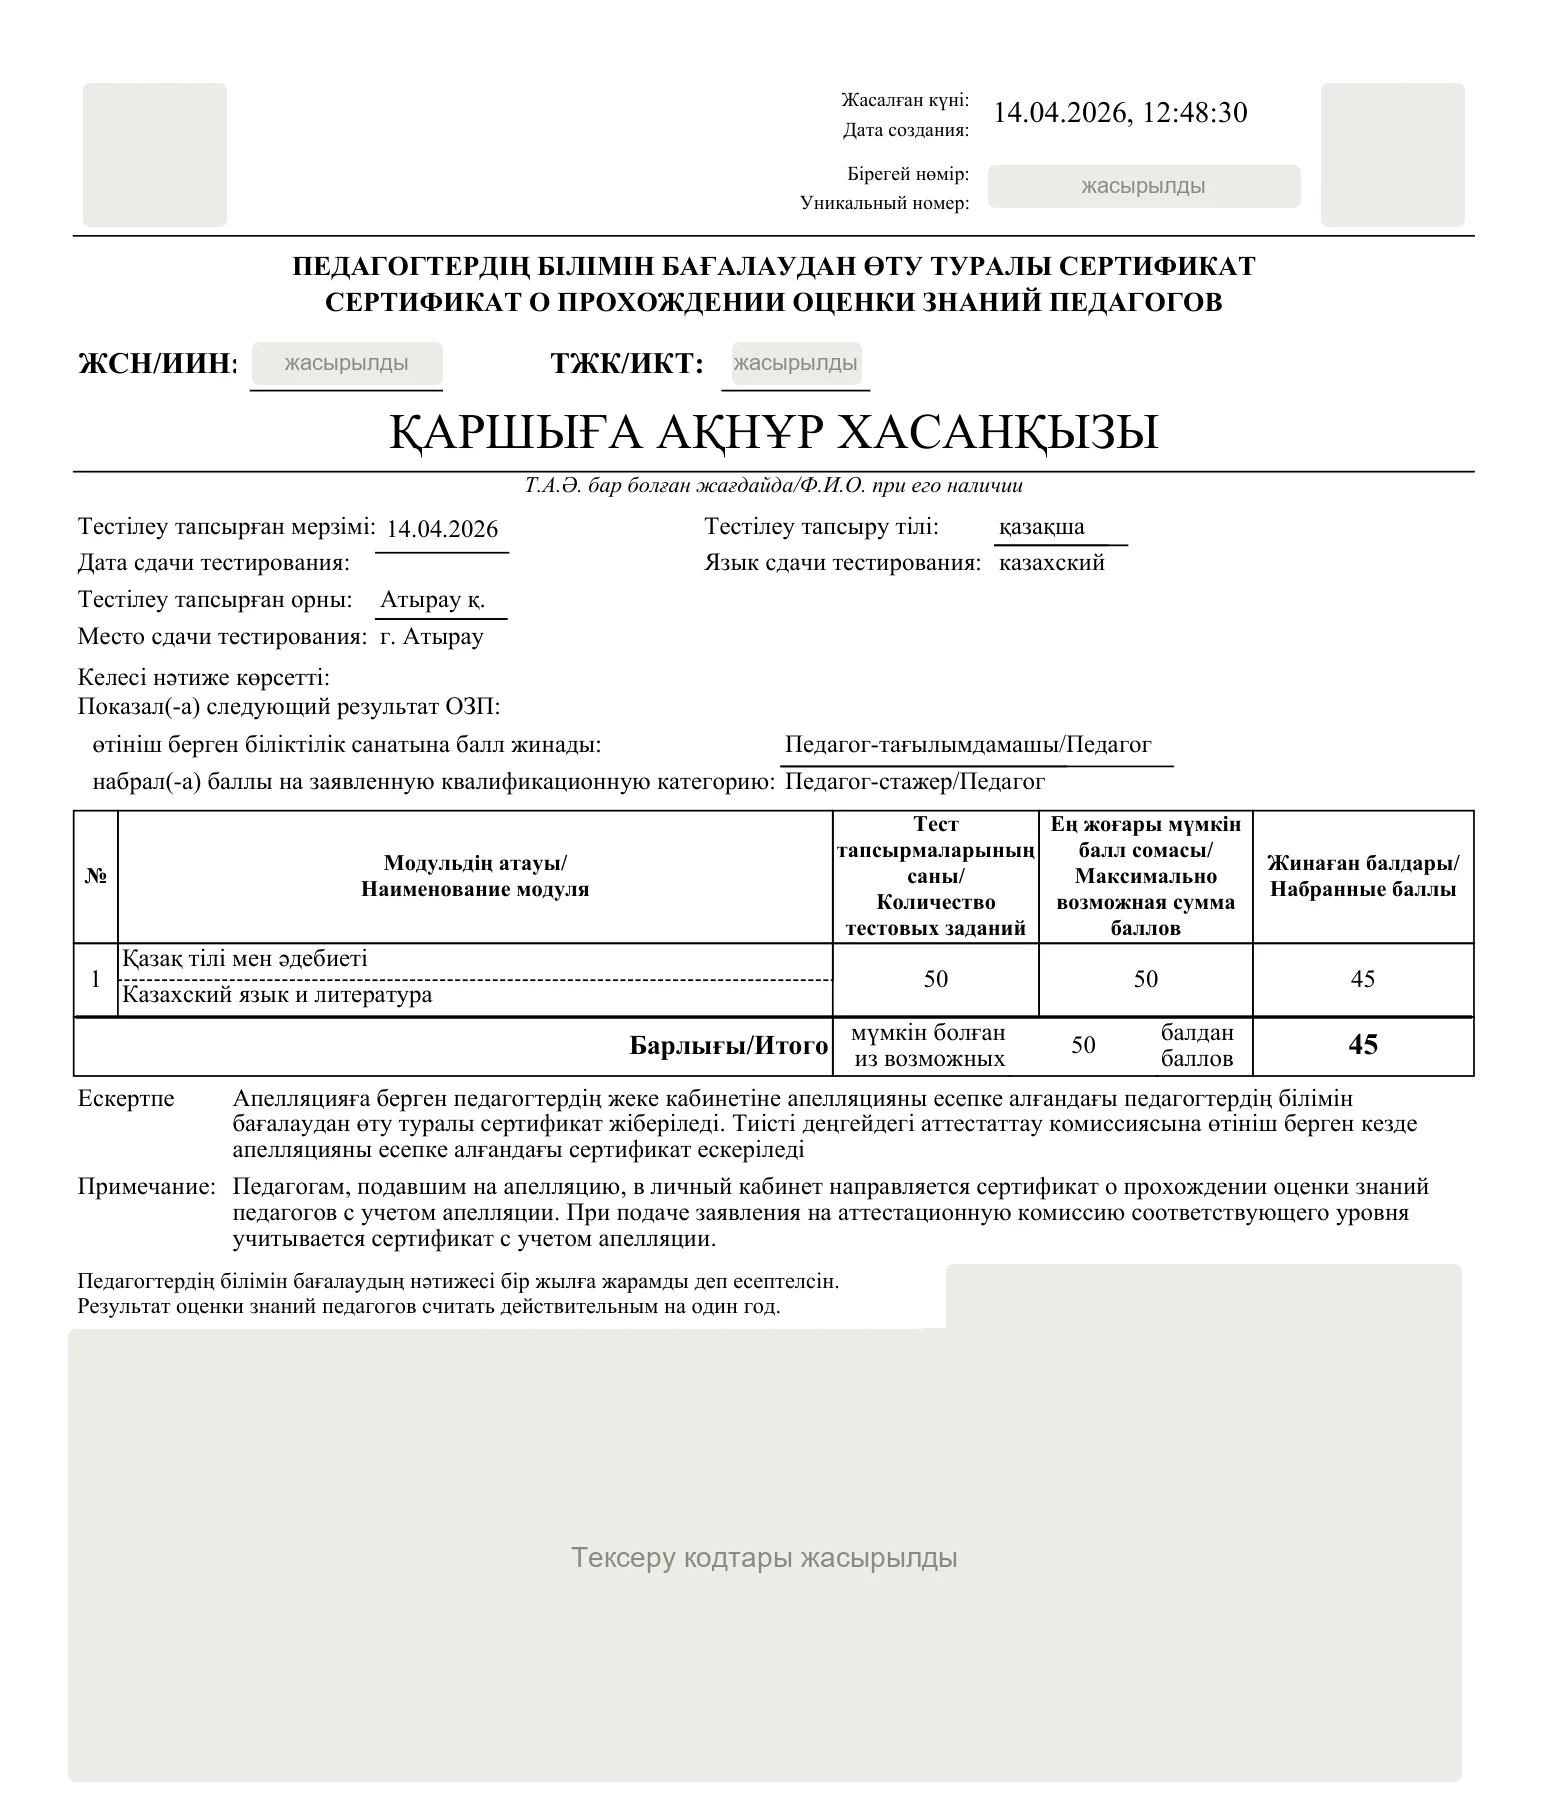 Жасалған күні:
Дата создания:
14.04.2026, 12:48:30
Бірегей нөмір:
Уникальный номер:
жасырылды
ПЕДАГОГТЕРДІҢ БІЛІМІН БАҒАЛАУДАН ӨТУ ТУРАЛЫ СЕРТИФИКАТ
СЕРТИФИКАТ О ПРОХОЖДЕНИИ ОЦЕНКИ ЗНАНИЙ ПЕДАГОГОВ
ЖСН/ИИН: жасырылды ТЖК/ИКТ: жасырылды
ҚАРШЫҒА АҚНҰР ХАСАНҚЫЗЫ
Т.А.Ә. бар болған жағдайда/Ф.И.О. при его наличии
Тестілеу тапсырған мерзімі: 14.04.2026 Тестілеу тапсыру тілі: қазақша
Дата сдачи тестирования: Язык сдачи тестирования: казахский
Тестілеу тапсырған орны: Атырау қ.
Место сдачи тестирования: г. Атырау
Келесі нәтиже көрсетті:
Показал(-а) следующий результат ОЗП:
өтініш берген біліктілік санатына балл жинады: Педагог-тағылымдамашы/Педагог
набрал(-а) баллы на заявленную квалификационную категорию: Педагог-стажер/Педагог
№
Модульдің атауы/
Наименование модуля
Тест
тапсырмаларының
саны/
Количество
тестовых заданий
Ең жоғары мүмкін
балл сомасы/
Максимально
возможная сумма
баллов
Жинаған балдары/
Набранные баллы
1
Қазақ тілі мен әдебиеті
Казахский язык и литература
50
50
45
Барлығы/Итого
мүмкін болған
из возможных
50
балдан
баллов
45
Ескертпе Апелляцияға берген педагогтердің жеке кабинетіне апелляцияны есепке алғандағы педагогтердің білімін
бағалаудан өту туралы сертификат жіберіледі. Тиісті деңгейдегі аттестаттау комиссиясына өтініш берген кезде
апелляцияны есепке алғандағы сертификат ескеріледі
Примечание: Педагогам, подавшим на апелляцию, в личный кабинет направляется сертификат о прохождении оценки знаний
педагогов с учетом апелляции. При подаче заявления на аттестационную комиссию соответствующего уровня
учитывается сертификат с учетом апелляции.
Педагогтердің білімін бағалаудың нәтижесі бір жылға жарамды деп есептелсін.
Результат оценки знаний педагогов считать действительным на один год.
Тексеру кодтары жасырылды